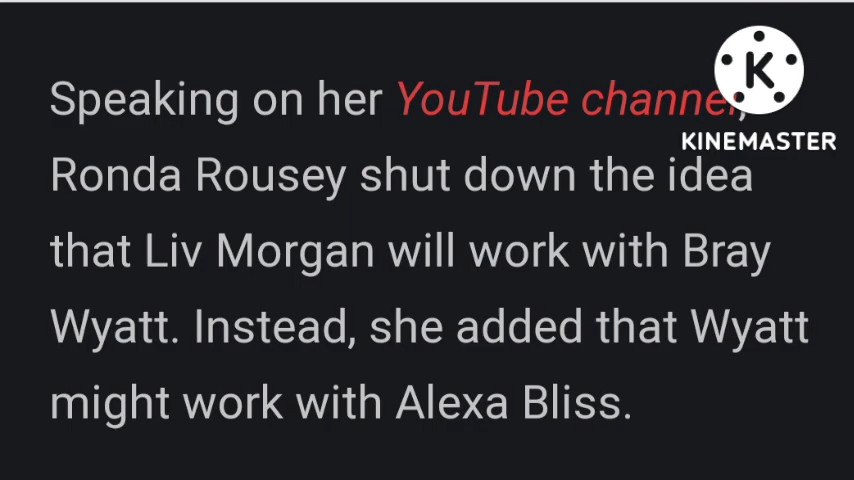 Speaking on her YouTube channel,
Ronda Rousey shut down the idea
that Liv Morgan will work with Bray
Wyatt. Instead, she added that Wyatt
might work with Alexa Bliss.
K
KINEMASTER